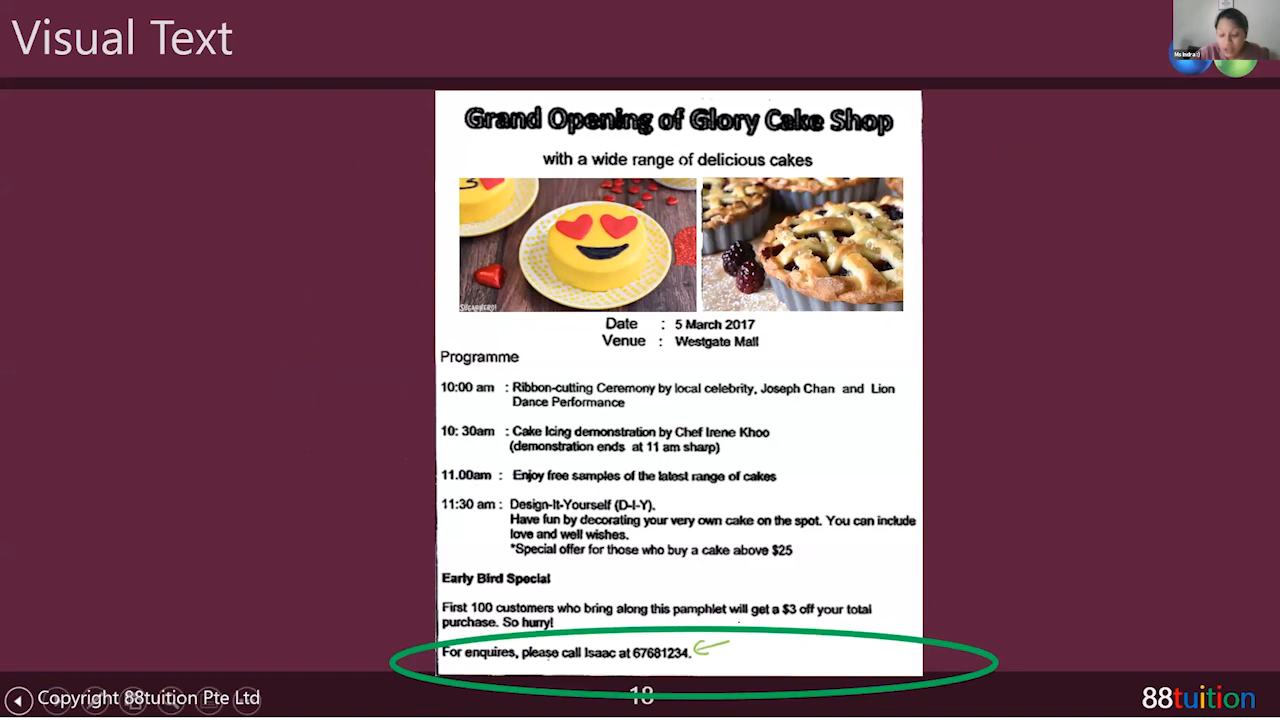 Visual Text
Ms Indra :)
Grand Opening of Glory Cake Shop
with a wide range of delicious cakes
SUGARHERO!
Date : 5 March 2017
Venue : Westgate Mall
Programme
10:00 am : Ribbon-cutting Ceremony by local celebrity, Joseph Chan and Lion
Dance Performance
10: 30am : Cake Icing demonstration by Chef Irene Khoo
(demonstration ends at 11 am sharp)
11.00am : Enjoy free samples of the latest range of cakes
11:30 am : Design-It-Yourself (D-I-Y).
Have fun by decorating your very own cake on the spot. You can include
love and well wishes.
*Special offer for those who buy a cake above $25
Early Bird Special
First 100 customers who bring along this pamphlet will get a $3 off your total
purchase. So hurry!
For enquires, please call Isaac at 67681234.
Copyright 88tuition Pte Ltd
18
88tuition